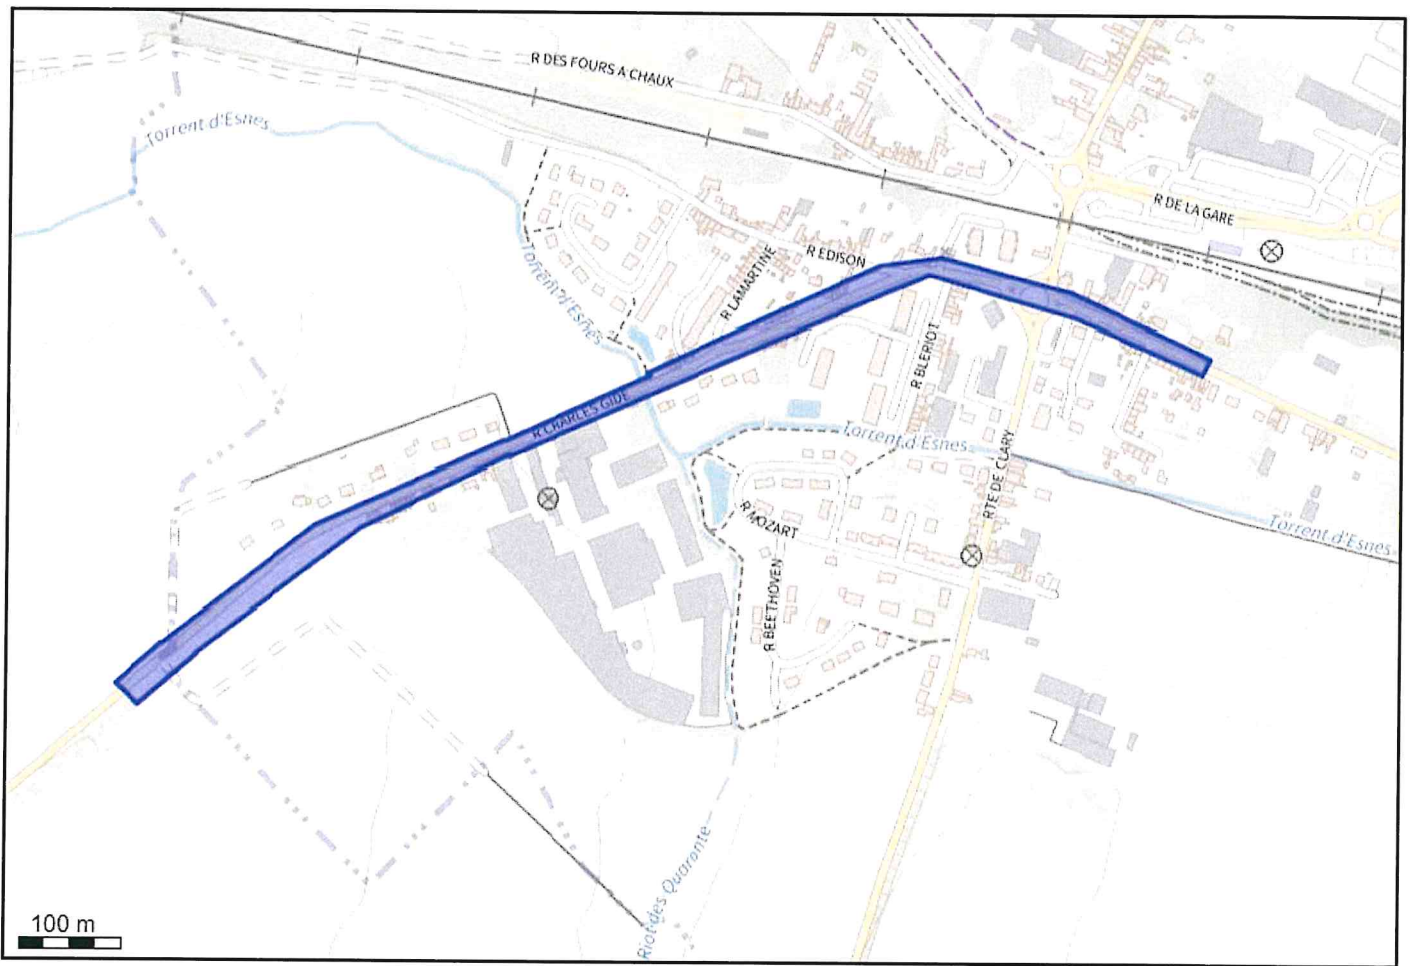 R DES FOURS A CHAUX
Torrent d'Esnes
R DE LA GARE
R EDISON
R LAMARTINE
Torrent d'Esnes
R BLERIOT
R CHARLES GIDE
Torrent d'Esnes
RTE DE CLARY
R MOZART
Torrent d'Esnes
R BEETHOVEN
Riot des Quarante
100 m